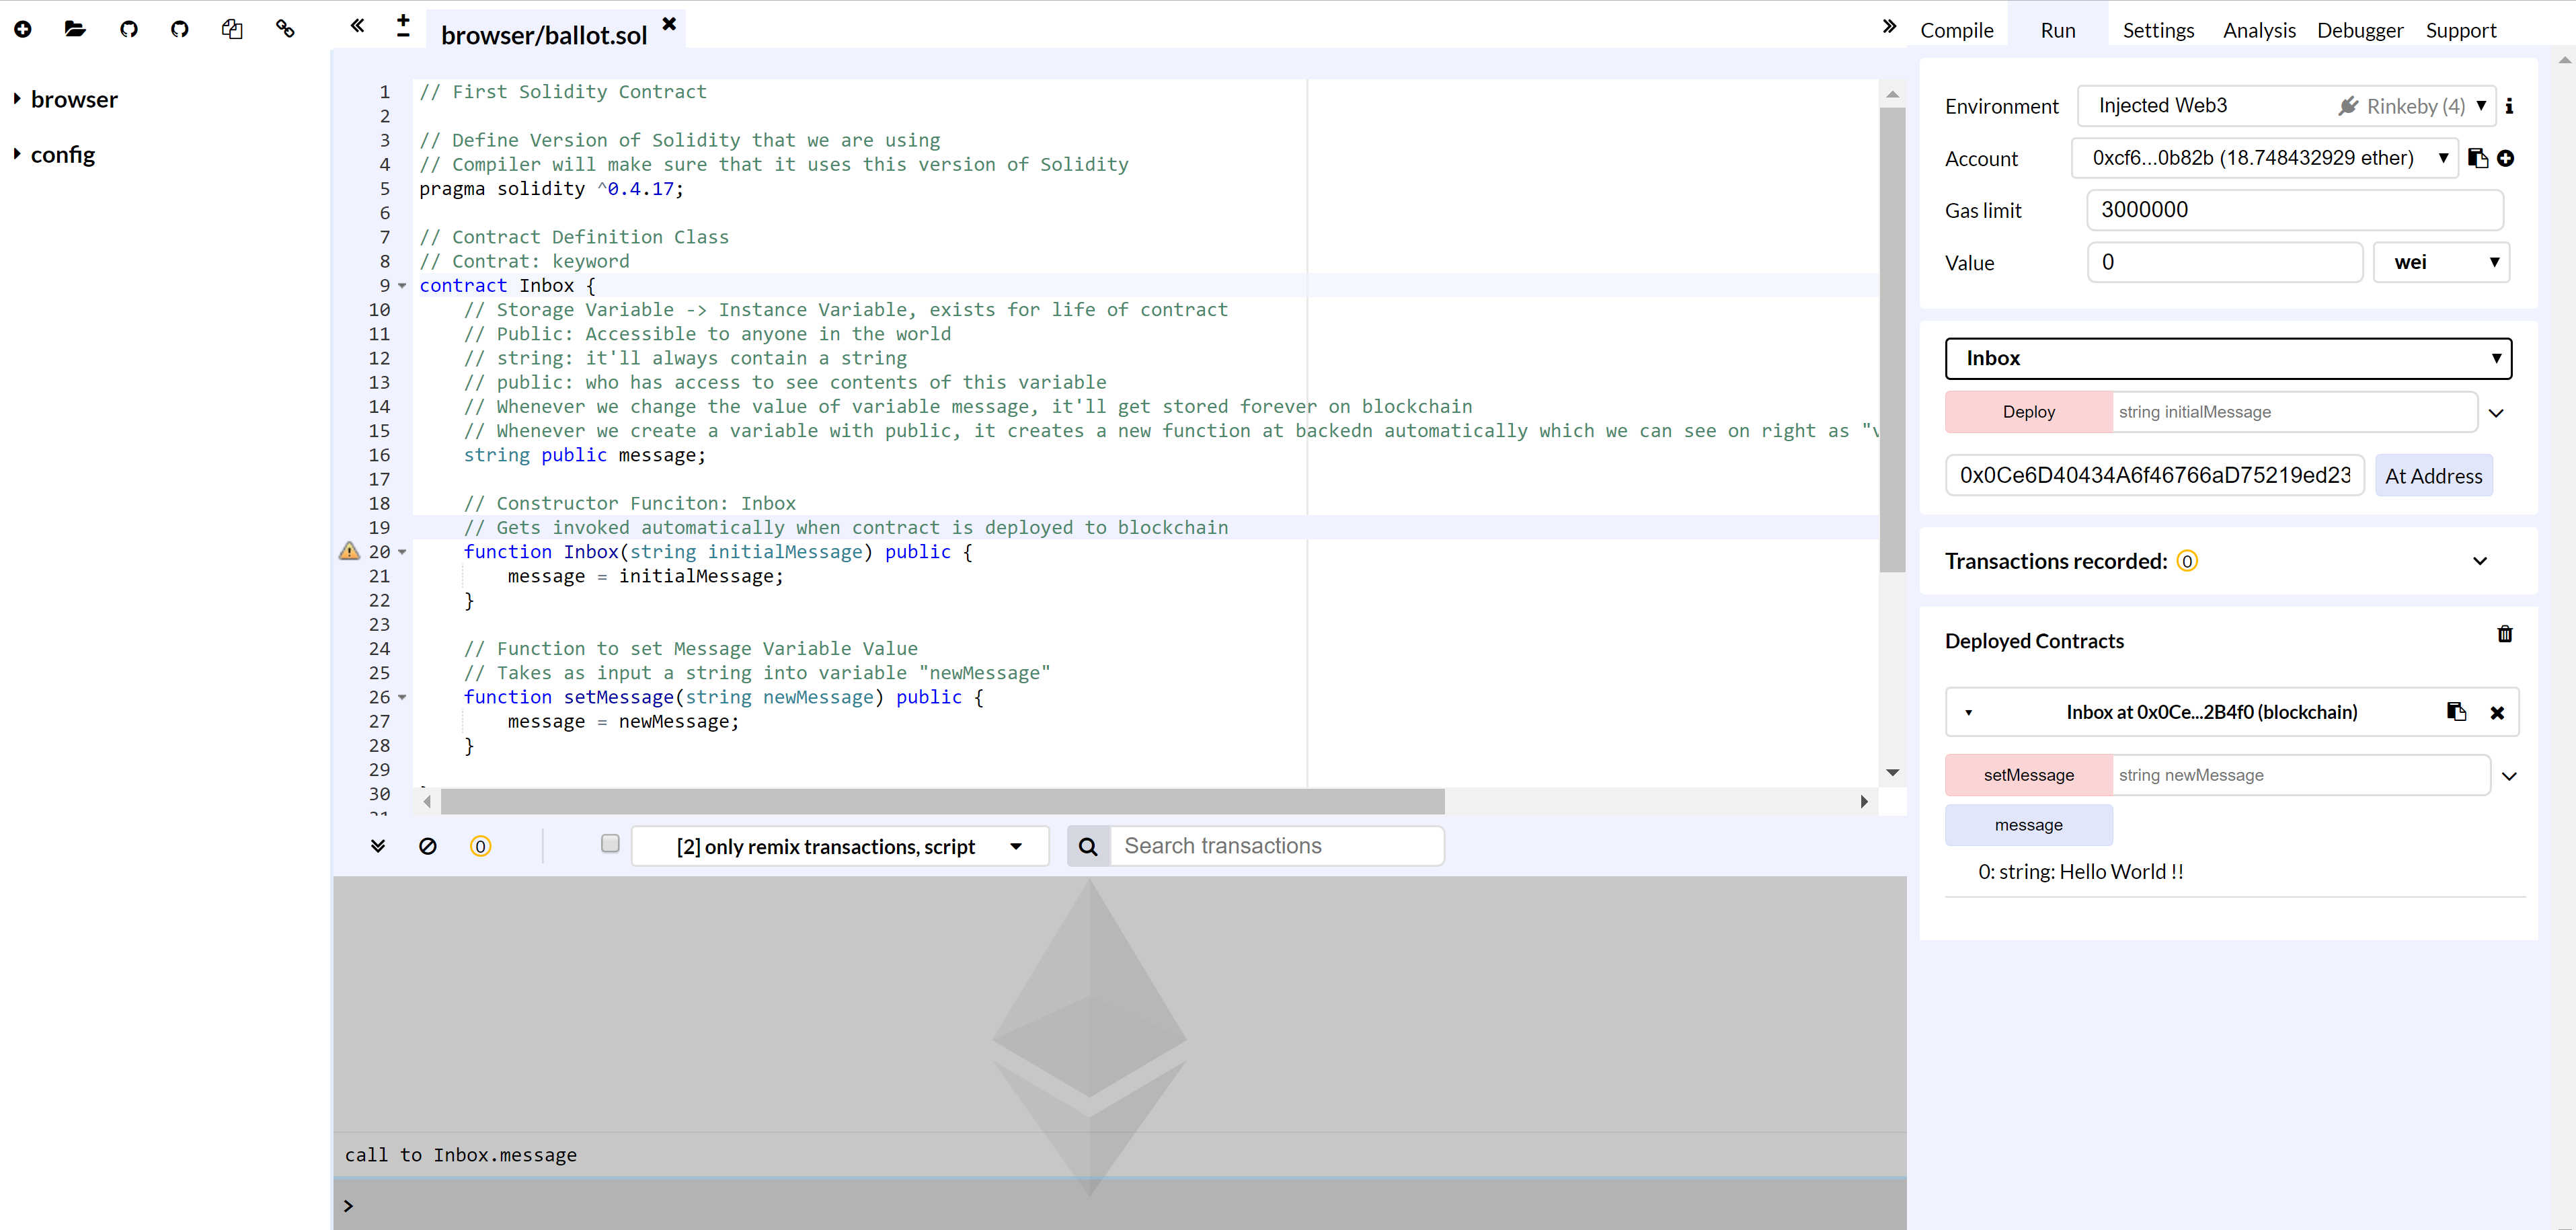 browser/ballot.sol
Compile Run Settings Analysis Debugger Support
browser
config
1 // First Solidity Contract
2
3 // Define Version of Solidity that we are using
4 // Compiler will make sure that it uses this version of Solidity
5 pragma solidity ^0.4.17;
6
7 // Contract Definition Class
8 // Contrat: keyword
9 contract Inbox {
10 // Storage Variable -> Instance Variable, exists for life of contract
11 // Public: Accessible to anyone in the world
12 // string: it'll always contain a string
13 // public: who has access to see contents of this variable
14 // Whenever we change the value of variable message, it'll get stored forever on blockchain
15 // Whenever we create a variable with public, it creates a new function at backedn automatically which we can see on right as "v
16 string public message;
17
18 // Constructor Funciton: Inbox
19 // Gets invoked automatically when contract is deployed to blockchain
20 function Inbox(string initialMessage) public {
21 message = initialMessage;
22 }
23
24 // Function to set Message Variable Value
25 // Takes as input a string into variable "newMessage"
26 function setMessage(string newMessage) public {
27 message = newMessage;
28 }
29
30
0 [2] only remix transactions, script Search transactions
call to Inbox.message
>
Environment Injected Web3 Rinkeby (4)
Account 0xcf6...0b82b (18.748432929 ether)
Gas limit 3000000
Value 0 wei
Inbox
Deploy string initialMessage
0x0Ce6D40434A6f46766aD75219ed23 At Address
Transactions recorded: 0
Deployed Contracts
Inbox at 0x0Ce...2B4f0 (blockchain)
setMessage string newMessage
message
0: string: Hello World !!